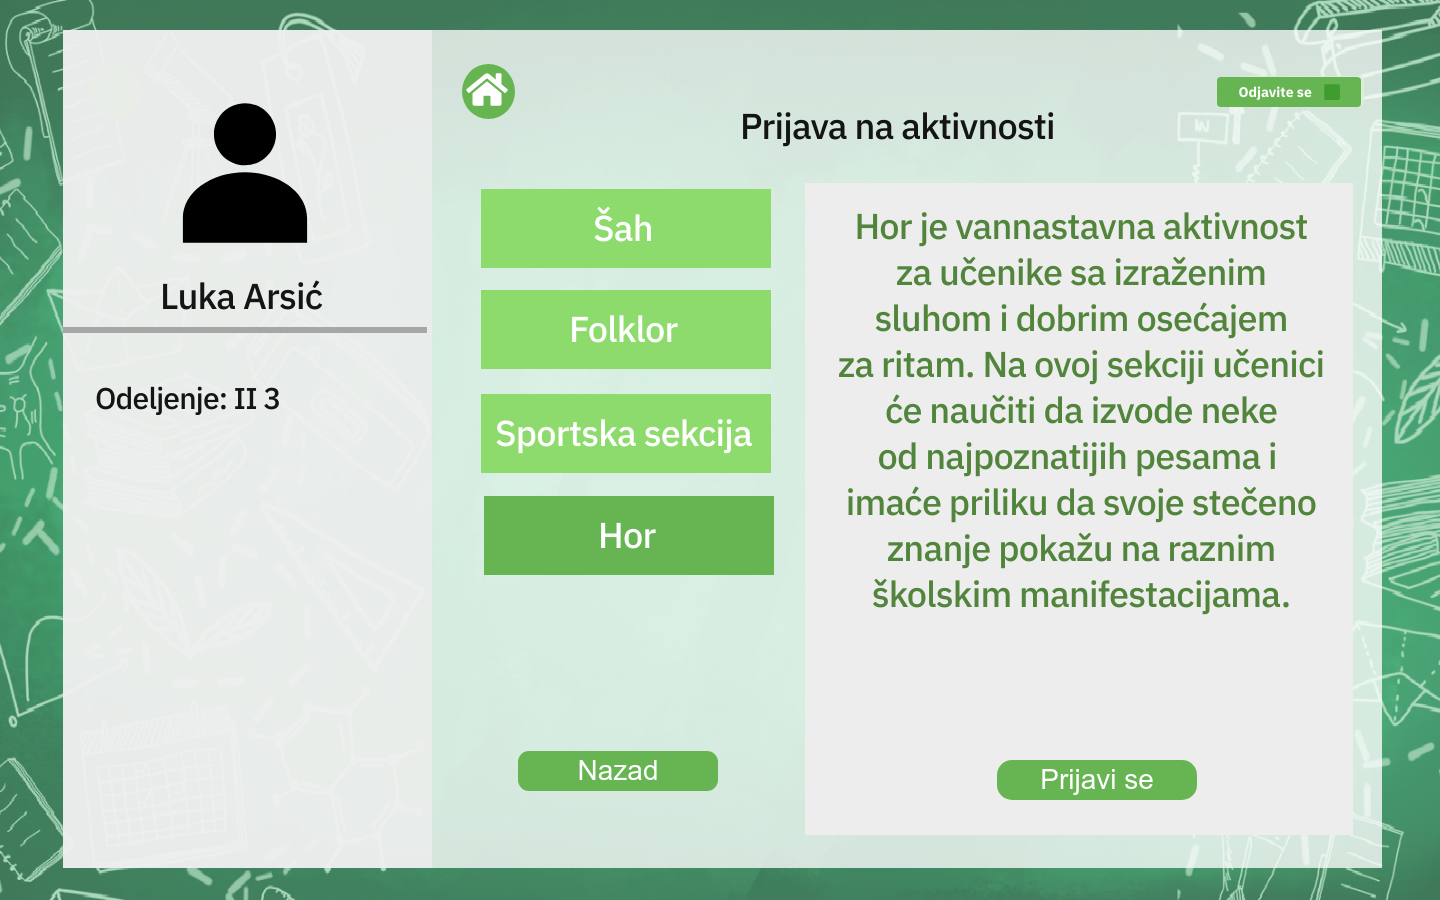 Odjavite se
Prijava na aktivnosti
Luka Arsić
Odeljenje: II 3
Šah
Folklor
Sportska sekcija
Hor
Hor je vannastavna aktivnost
za učenike sa izraženim
sluhom i dobrim osećajem
za ritam. Na ovoj sekciji učenici
će naučiti da izvode neke
od najpoznatijih pesama i
imaće priliku da svoje stečeno
znanje pokažu na raznim
školskim manifestacijama.
Nazad
Prijavi se